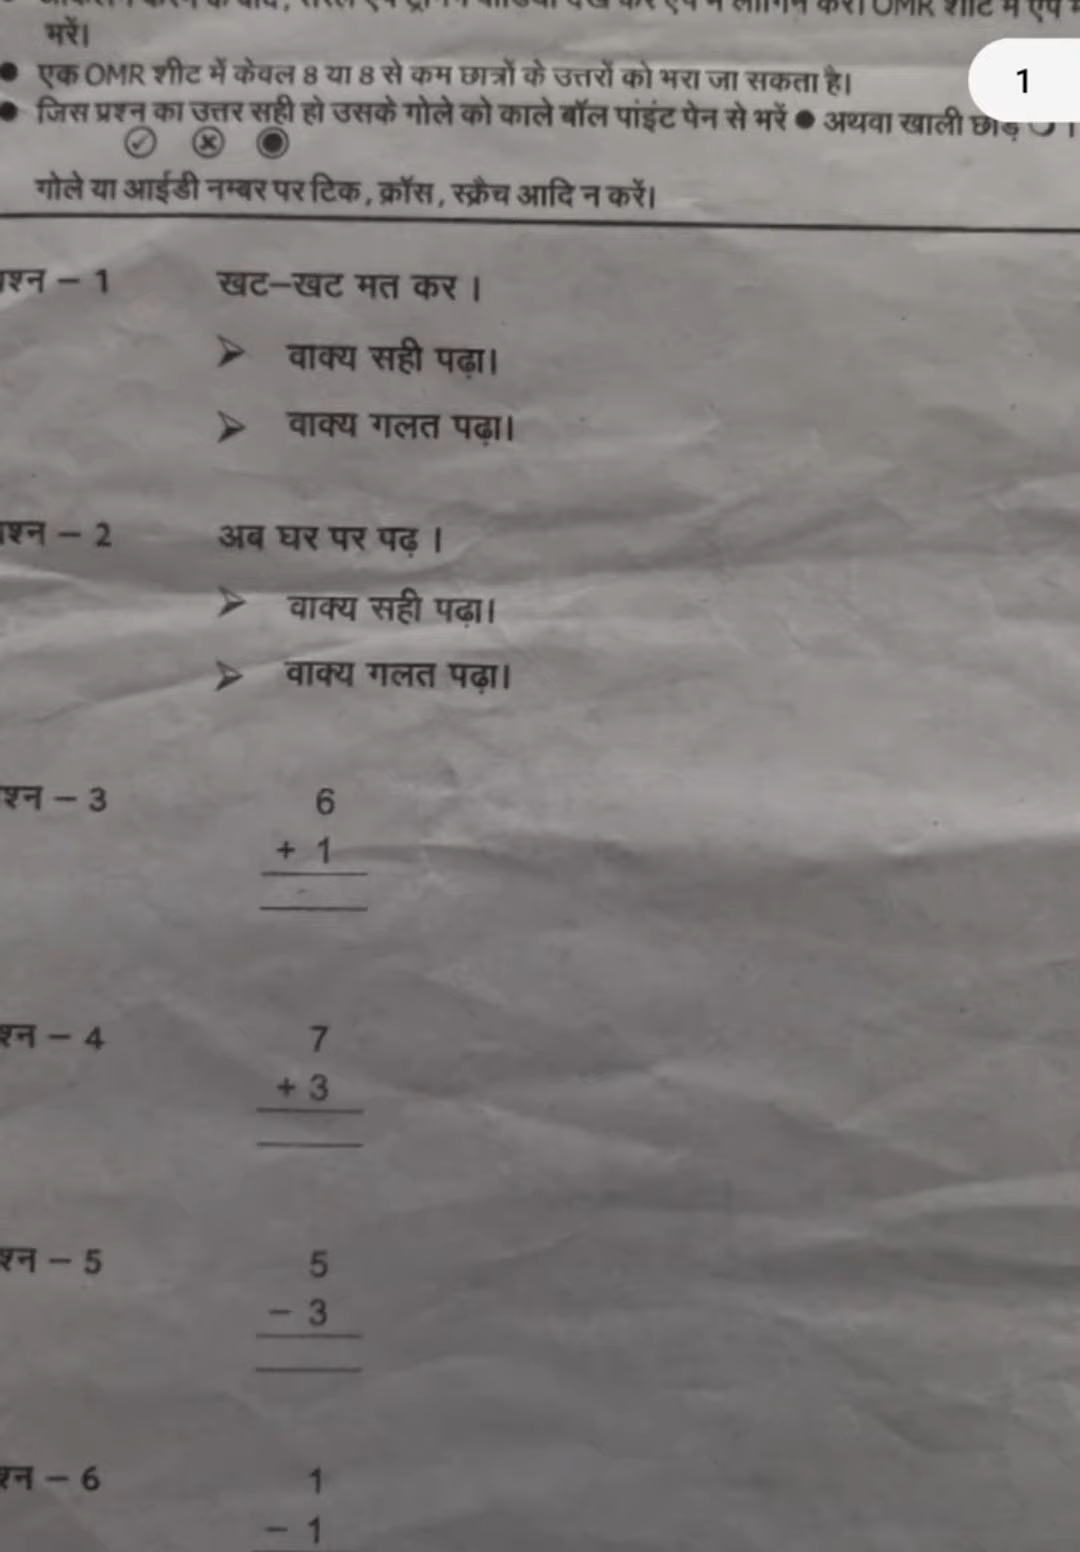 भरें।
● एक OMR शीट में केवल 8 या 8 से कम छात्रों के उत्तरों को भरा जा सकता है।
1
● जिस प्रश्न का उत्तर सही हो उसके गोले को काले बॉल पांइंट पेन से भरें ● अथवा खाली छोड़ ○ ।
गोले या आईडी नम्बर पर टिक, क्रॉस, स्क्रैच आदि न करें।
प्रश्न – 1 खट–खट मत कर ।
➢ वाक्य सही पढ़ा।
➢ वाक्य गलत पढ़ा।
प्रश्न – 2 अब घर पर पढ़ ।
➢ वाक्य सही पढ़ा।
➢ वाक्य गलत पढ़ा।
श्न – 3 6
+ 1
श्न – 4 7
+ 3
श्न – 5 5
– 3
श्न – 6 1
– 1